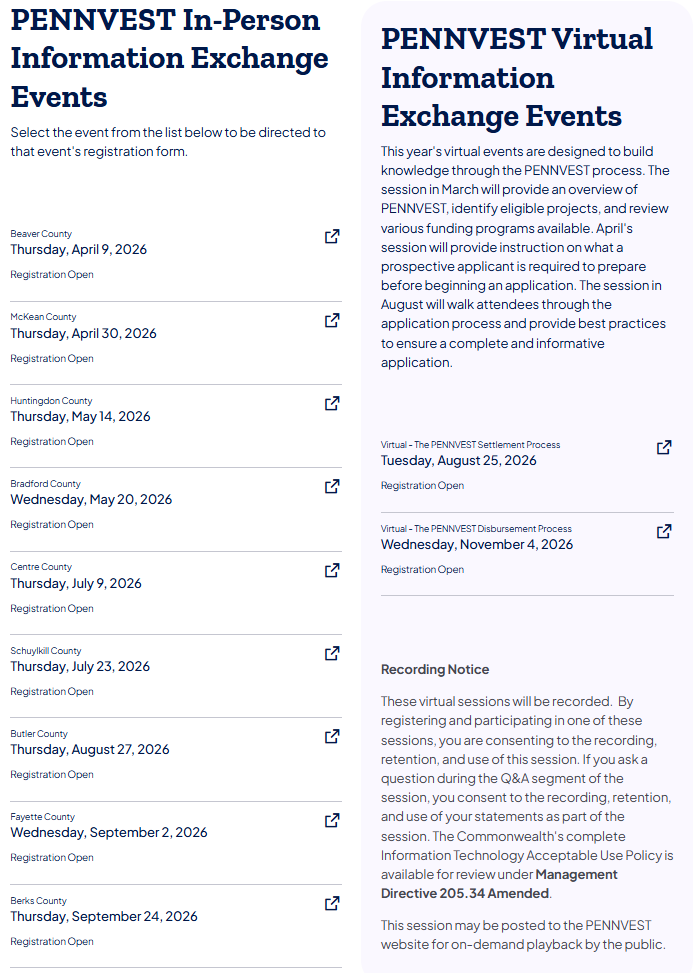 PENNVEST In-Person
Information Exchange
Events
Select the event from the list below to be directed to
that event's registration form.
Beaver County
Thursday, April 9, 2026
Registration Open
McKean County
Thursday, April 30, 2026
Registration Open
Huntingdon County
Thursday, May 14, 2026
Registration Open
Bradford County
Wednesday, May 20, 2026
Registration Open
Centre County
Thursday, July 9, 2026
Registration Open
Schuylkill County
Thursday, July 23, 2026
Registration Open
Butler County
Thursday, August 27, 2026
Registration Open
Fayette County
Wednesday, September 2, 2026
Registration Open
Berks County
Thursday, September 24, 2026
Registration Open
PENNVEST Virtual
Information
Exchange Events
This year's virtual events are designed to build
knowledge through the PENNVEST process. The
session in March will provide an overview of
PENNVEST, identify eligible projects, and review
various funding programs available. April's
session will provide instruction on what a
prospective applicant is required to prepare
before beginning an application. The session in
August will walk attendees through the
application process and provide best practices
to ensure a complete and informative
application.
Virtual - The PENNVEST Settlement Process
Tuesday, August 25, 2026
Registration Open
Virtual - The PENNVEST Disbursement Process
Wednesday, November 4, 2026
Registration Open
Recording Notice
These virtual sessions will be recorded.  By
registering and participating in one of these
sessions, you are consenting to the recording,
retention, and use of this session. If you ask a
question during the Q&A segment of the
session, you consent to the recording, retention,
and use of your statements as part of the
session. The Commonwealth's complete
Information Technology Acceptable Use Policy is
available for review under Management
Directive 205.34 Amended.
This session may be posted to the PENNVEST
website for on-demand playback by the public.